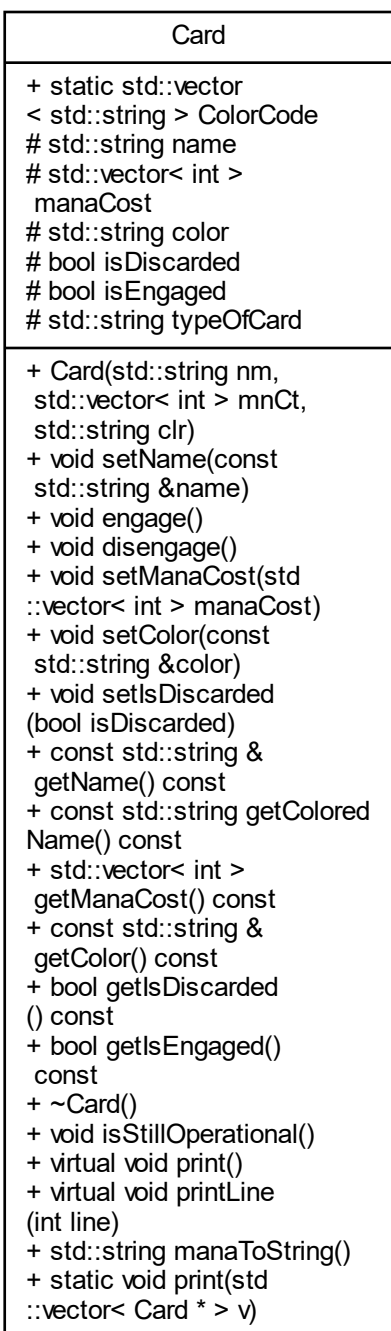 Card
+ static std::vector
< std::string > ColorCode
# std::string name
# std::vector< int >
manaCost
# std::string color
# bool isDiscarded
# bool isEngaged
# std::string typeOfCard
+ Card(std::string nm,
std::vector< int > mnCt,
std::string clr)
+ void setName(const
std::string &name)
+ void engage()
+ void disengage()
+ void setManaCost(std
::vector< int > manaCost)
+ void setColor(const
std::string &color)
+ void setIsDiscarded
(bool isDiscarded)
+ const std::string &
getName() const
+ const std::string getColored
Name() const
+ std::vector< int >
getManaCost() const
+ const std::string &
getColor() const
+ bool getIsDiscarded
() const
+ bool getIsEngaged()
const
+ ~Card()
+ void isStillOperational()
+ virtual void print()
+ virtual void printLine
(int line)
+ std::string manaToString()
+ static void print(std
::vector< Card * > v)